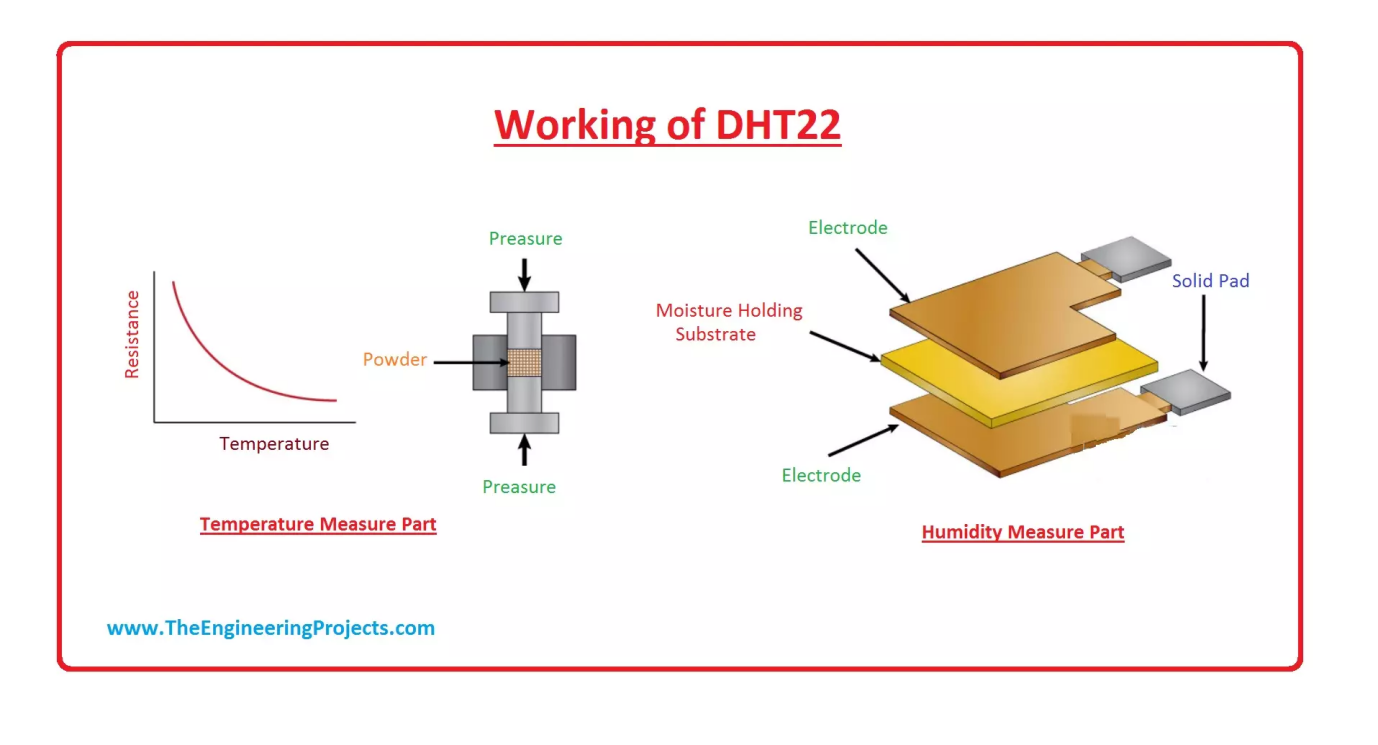 Working of DHT22
Resistance
Temperature
Preasure
Powder
Preasure
Temperature Measure Part
Electrode
Moisture Holding
Substrate
Solid Pad
Electrode
Humidity Measure Part
www.TheEngineeringProjects.com